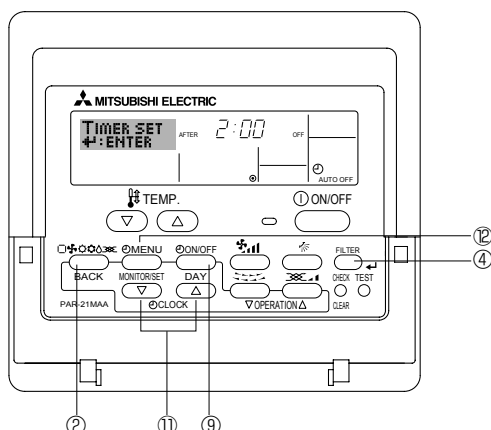 MITSUBISHI ELECTRIC
TIMER SET
↵:ENTER
AFTER 2:00 OFF
AUTO OFF
TEMP.
ON/OFF
▽ △
MENU ON/OFF FILTER
BACK MONITOR/SET DAY CHECK TEST
PAR-21MAA ▽ △ ▽ OPERATION △ CLEAR
CLOCK
⑫
④
② ⑪ ⑨